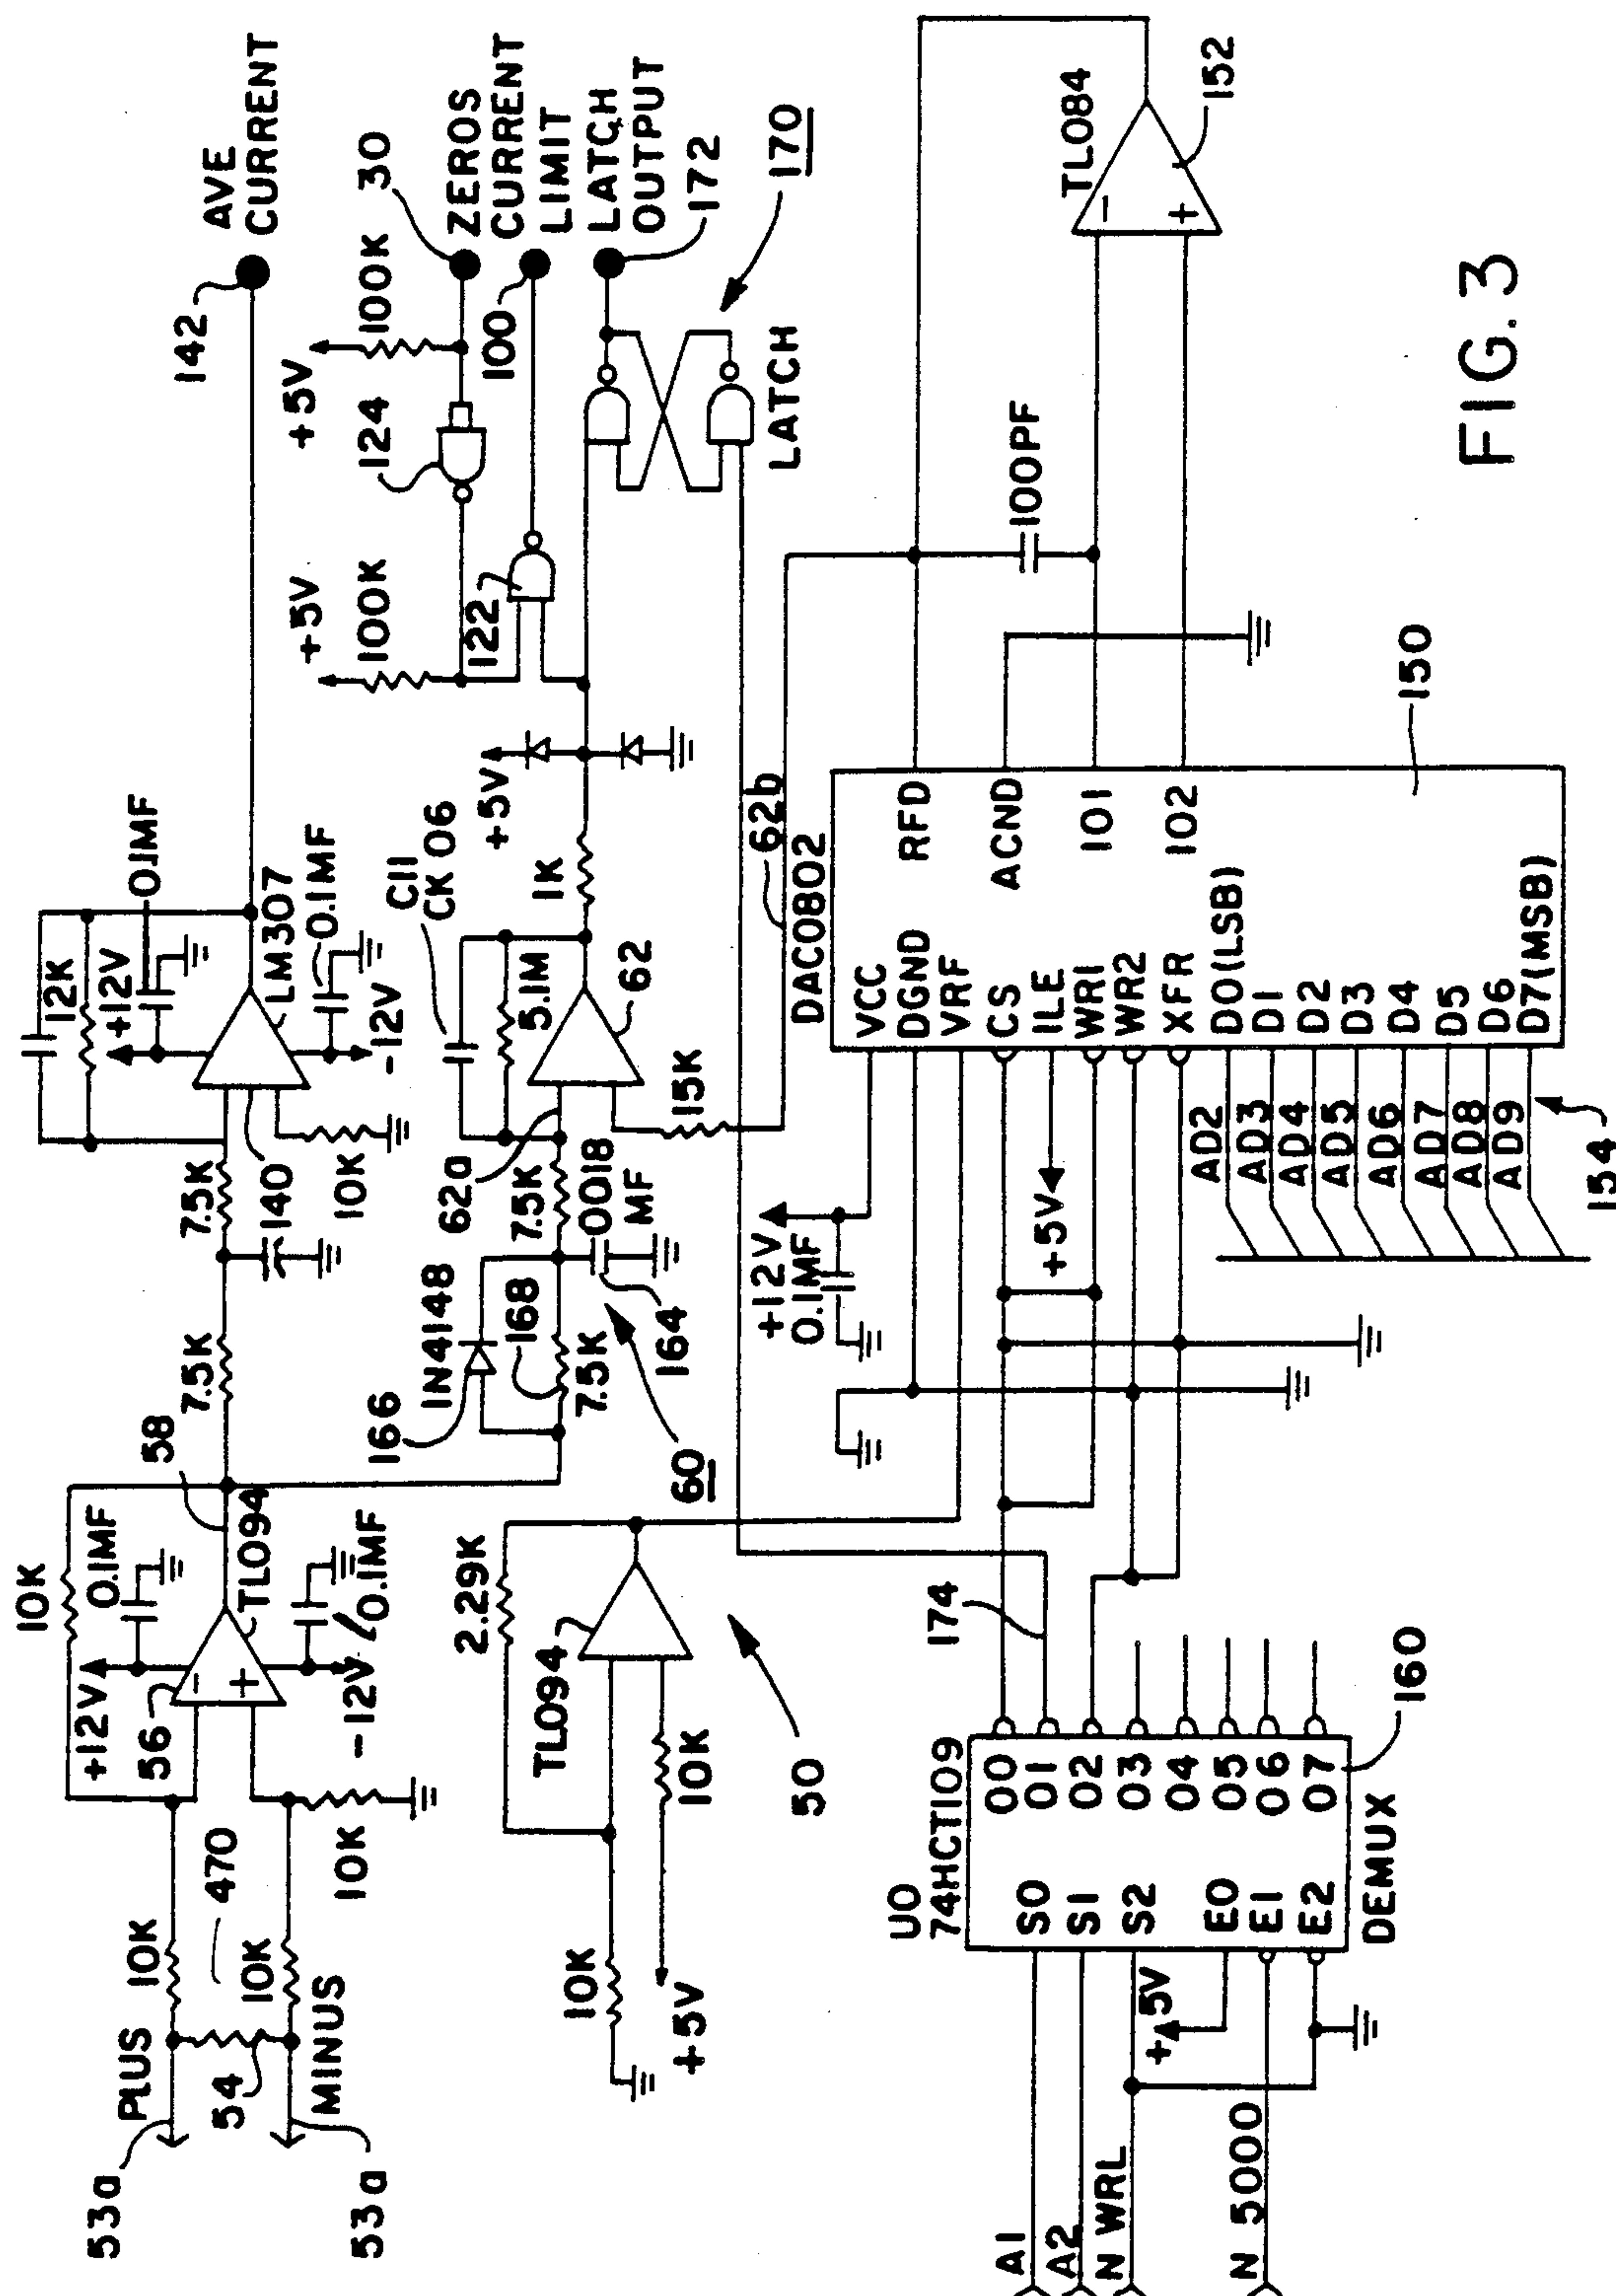 AVE
CURRENT
142
+5V
100K
30
ZEROS
CURRENT
LIMIT
LATCH
OUTPUT
172
170
124
100
+5V
100K
122
LATCH
12K
+12V
0.1MF
LM307
0.1MF
-12V
7.5K
140
10K
7.5K
58
10K
0.1MF
+12V
56
TL094
-12V
0.1MF
PLUS
10K
470
10K
10K
54
MINUS
53a
53a
C11
CK 06
5.1M
62
1K
+5V
15K
62a
7.5K
.0018
MF
1N4148
166
168
7.5K
164
60
62b
2.29K
TL094
10K
10K
+5V
50
TL084
152
100PF
DAC0802
RFD
ACND
I01
I02
150
VCC
DGND
VRF
CS
ILE
WR1
WR2
XFR
D0(LSB)
D1
D2
D3
D4
D5
D6
D7(MSB)
+12V
0.1MF
+5V
AD2
AD3
AD4
AD5
AD6
AD7
AD8
AD9
154
174
UO
74HCT109
S0
S1
S2
E0
E1
E2
00
01
02
03
04
05
06
07
160
DEMUX
+5V
A1
A2
N WRL
N 5000
FIG. 3